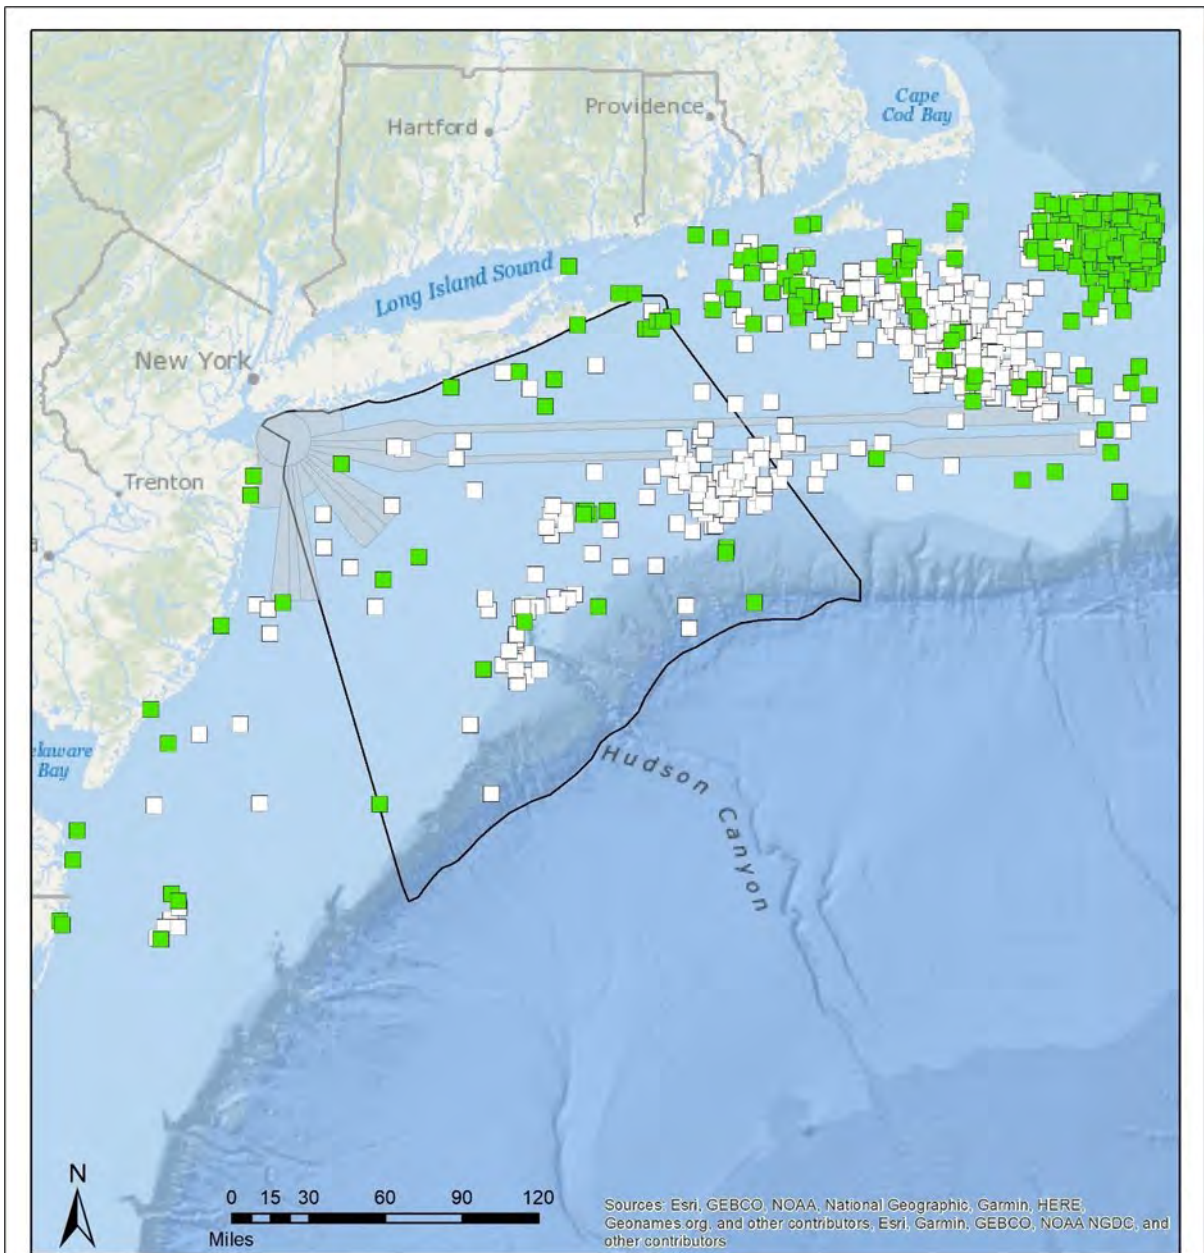 Cape
Cod Bay
Providence
Hartford
Long Island Sound
New York
Trenton
a
elaware
Bay
Hudson Canyon
N
0 15 30 60 90 120
Miles
Sources: Esri, GEBCO, NOAA, National Geographic, Garmin, HERE,
Geonames.org, and other contributors, Esri, Garmin, GEBCO, NOAA NGDC, and
other contributors